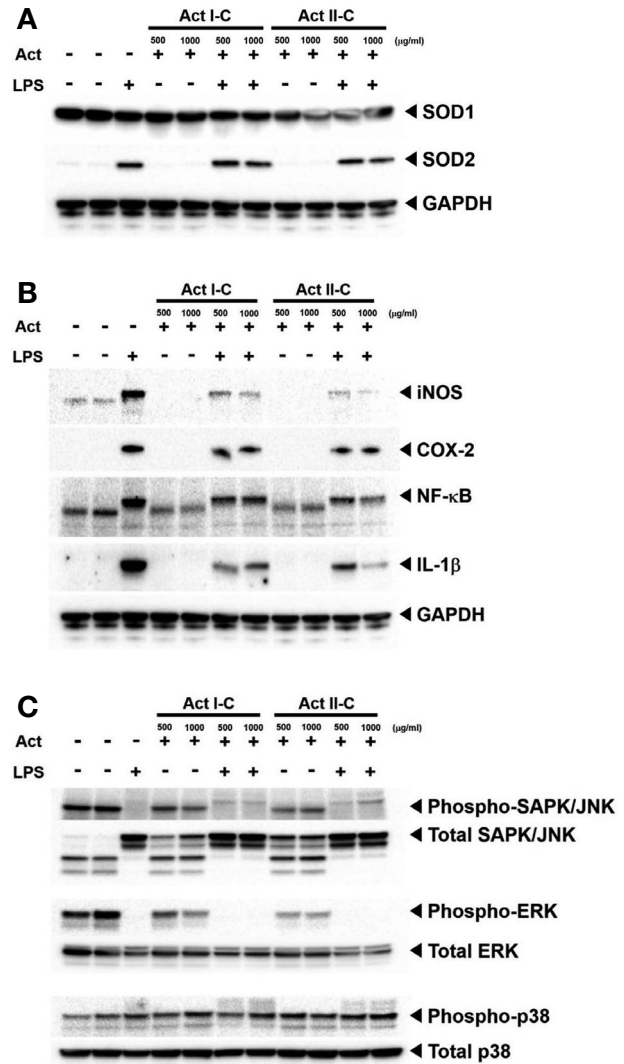 A
Act I-C Act II-C
500 1000 500 1000 500 1000 500 1000 (μg/ml)
Act - - - + + + + + + + +
LPS - - + - - + + - - + +
SOD1
SOD2
GAPDH
B
Act I-C Act II-C
500 1000 500 1000 500 1000 500 1000 (μg/ml)
Act - - - + + + + + + + +
LPS - - + - - + + - - + +
iNOS
COX-2
NF-κB
IL-1β
GAPDH
C
Act I-C Act II-C
500 1000 500 1000 500 1000 500 1000 (μg/ml)
Act - - - + + + + + + + +
LPS - - + - - + + - - + +
Phospho-SAPK/JNK
Total SAPK/JNK
Phospho-ERK
Total ERK
Phospho-p38
Total p38